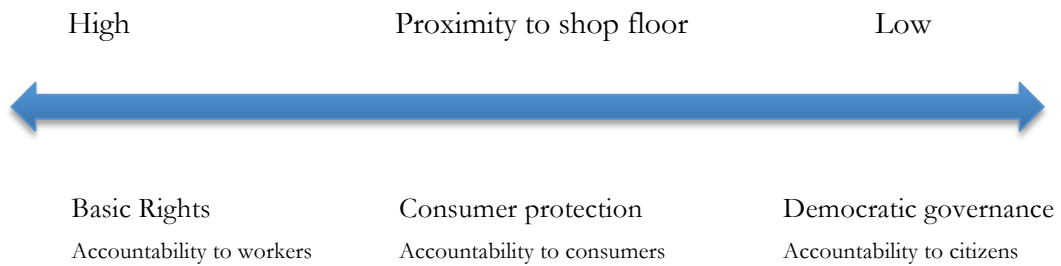 High Proximity to shop floor Low
Basic Rights Consumer protection Democratic governance
Accountability to workers Accountability to consumers Accountability to citizens